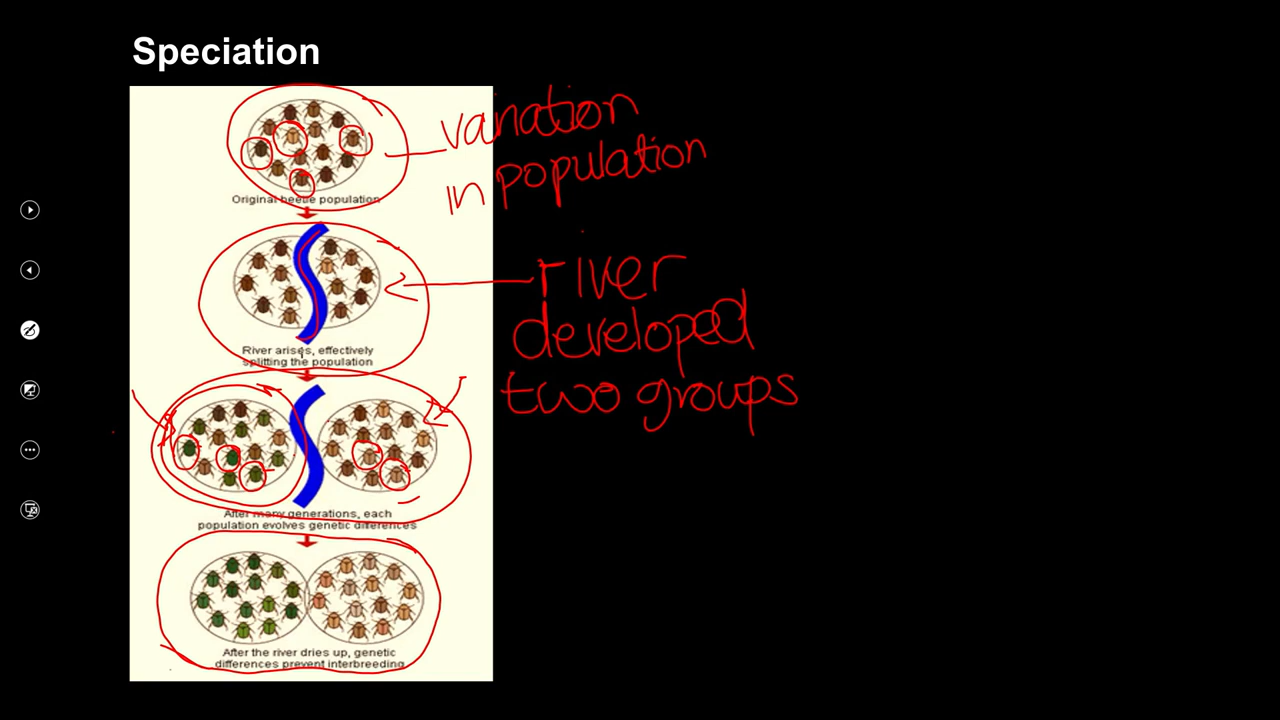 Speciation
variation
in population
Original beetle population
river
developed
two groups
River arises, effectively
splitting the population
After many generations, each
population evolves genetic differences
After the river dries up, genetic
differences prevent interbreeding